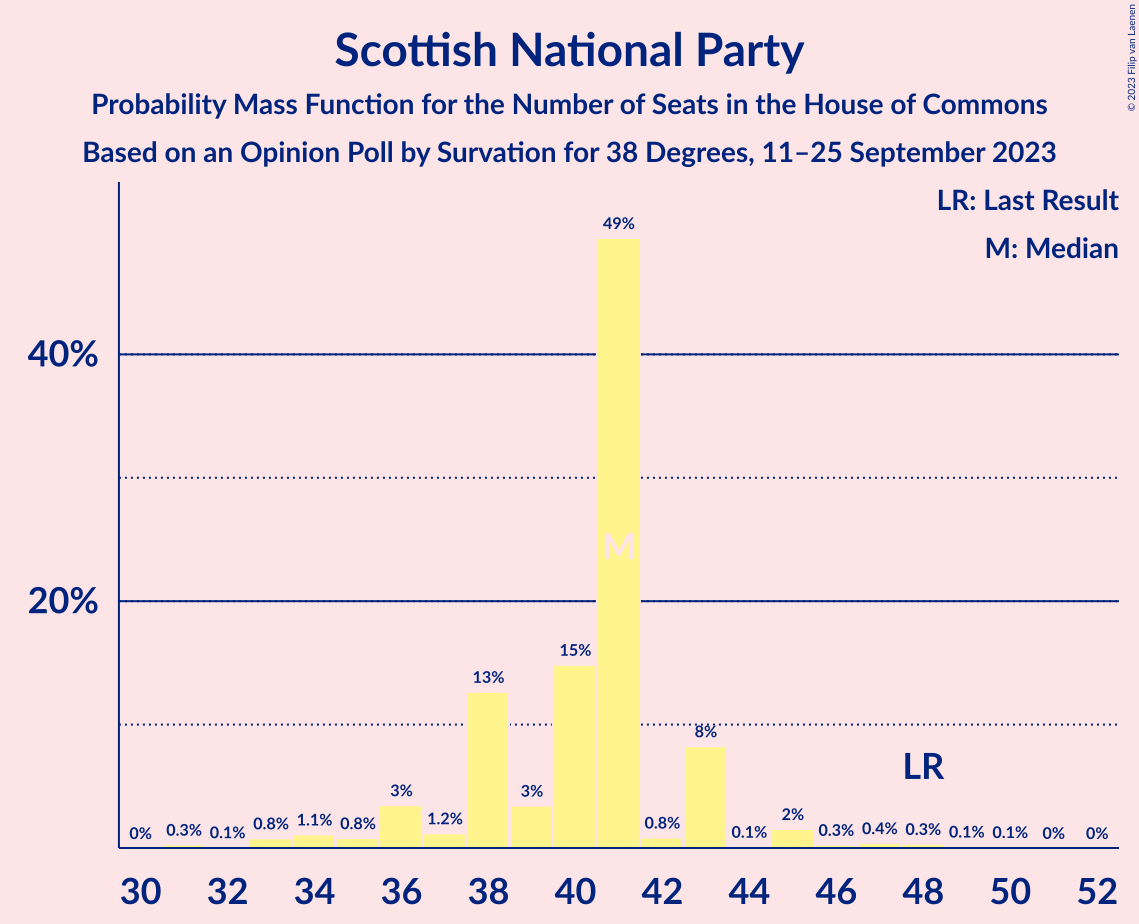 Scottish National Party
Probability Mass Function for the Number of Seats in the House of Commons
Based on an Opinion Poll by Survation for 38 Degrees, 11–25 September 2023
© 2023 Filip van Laenen
LR: Last Result
M: Median
40%
20%
0% 0.3% 0.1% 0.8% 1.1% 0.8% 3% 1.2% 13% 3% 15% 49% 0.8% 8% 0.1% 2% 0.3% 0.4% 0.3% 0.1% 0.1% 0% 0%
M
LR
30 32 34 36 38 40 42 44 46 48 50 52